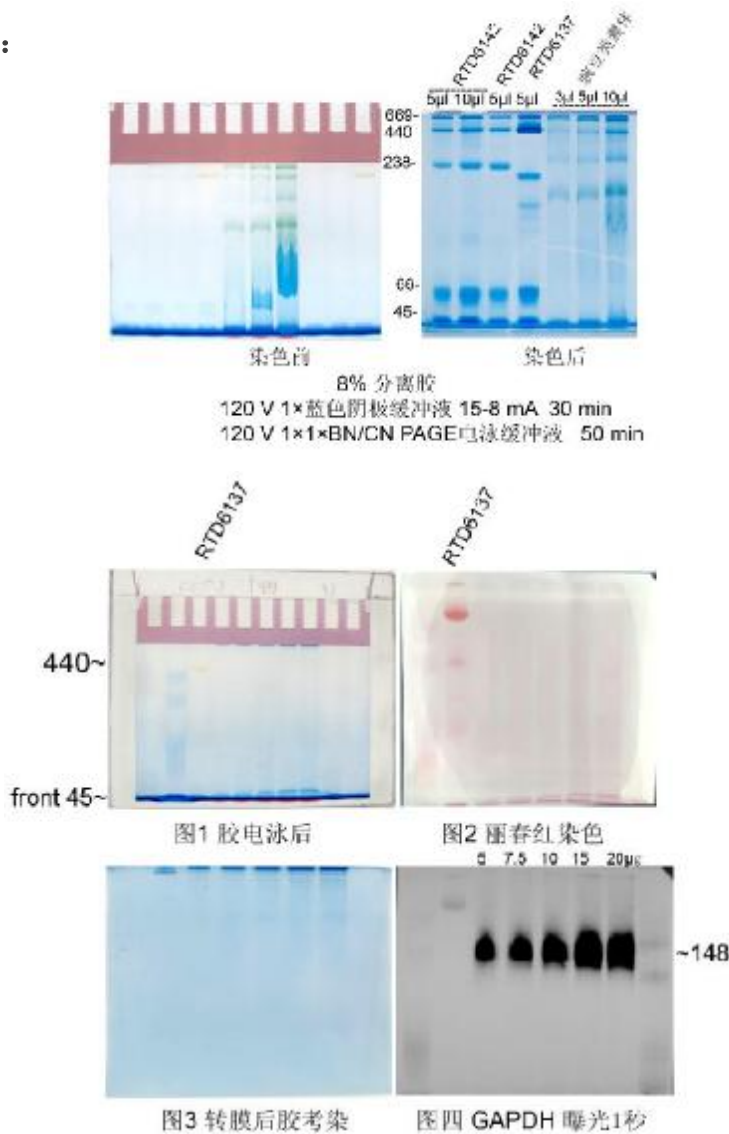 :
RTD6142 RTD6142 RTD6137 豌豆类囊体
5μl 10μl 5μl 5μl 3μl 5μl 10μl
669-
440
238-
66-
45-
染色前 染色后
8% 分离胶
120 V 1×蓝色阴极缓冲液 15-8 mA 30 min
120 V 1×1×BN/CN PAGE电泳缓冲液 50 min
RTD6137 RTD6137
440~
front 45~
图1 胶电泳后 图2 丽春红染色
5 7.5 10 15 20μg
~148
图3 转膜后胶考染 图四 GAPDH 曝光1秒